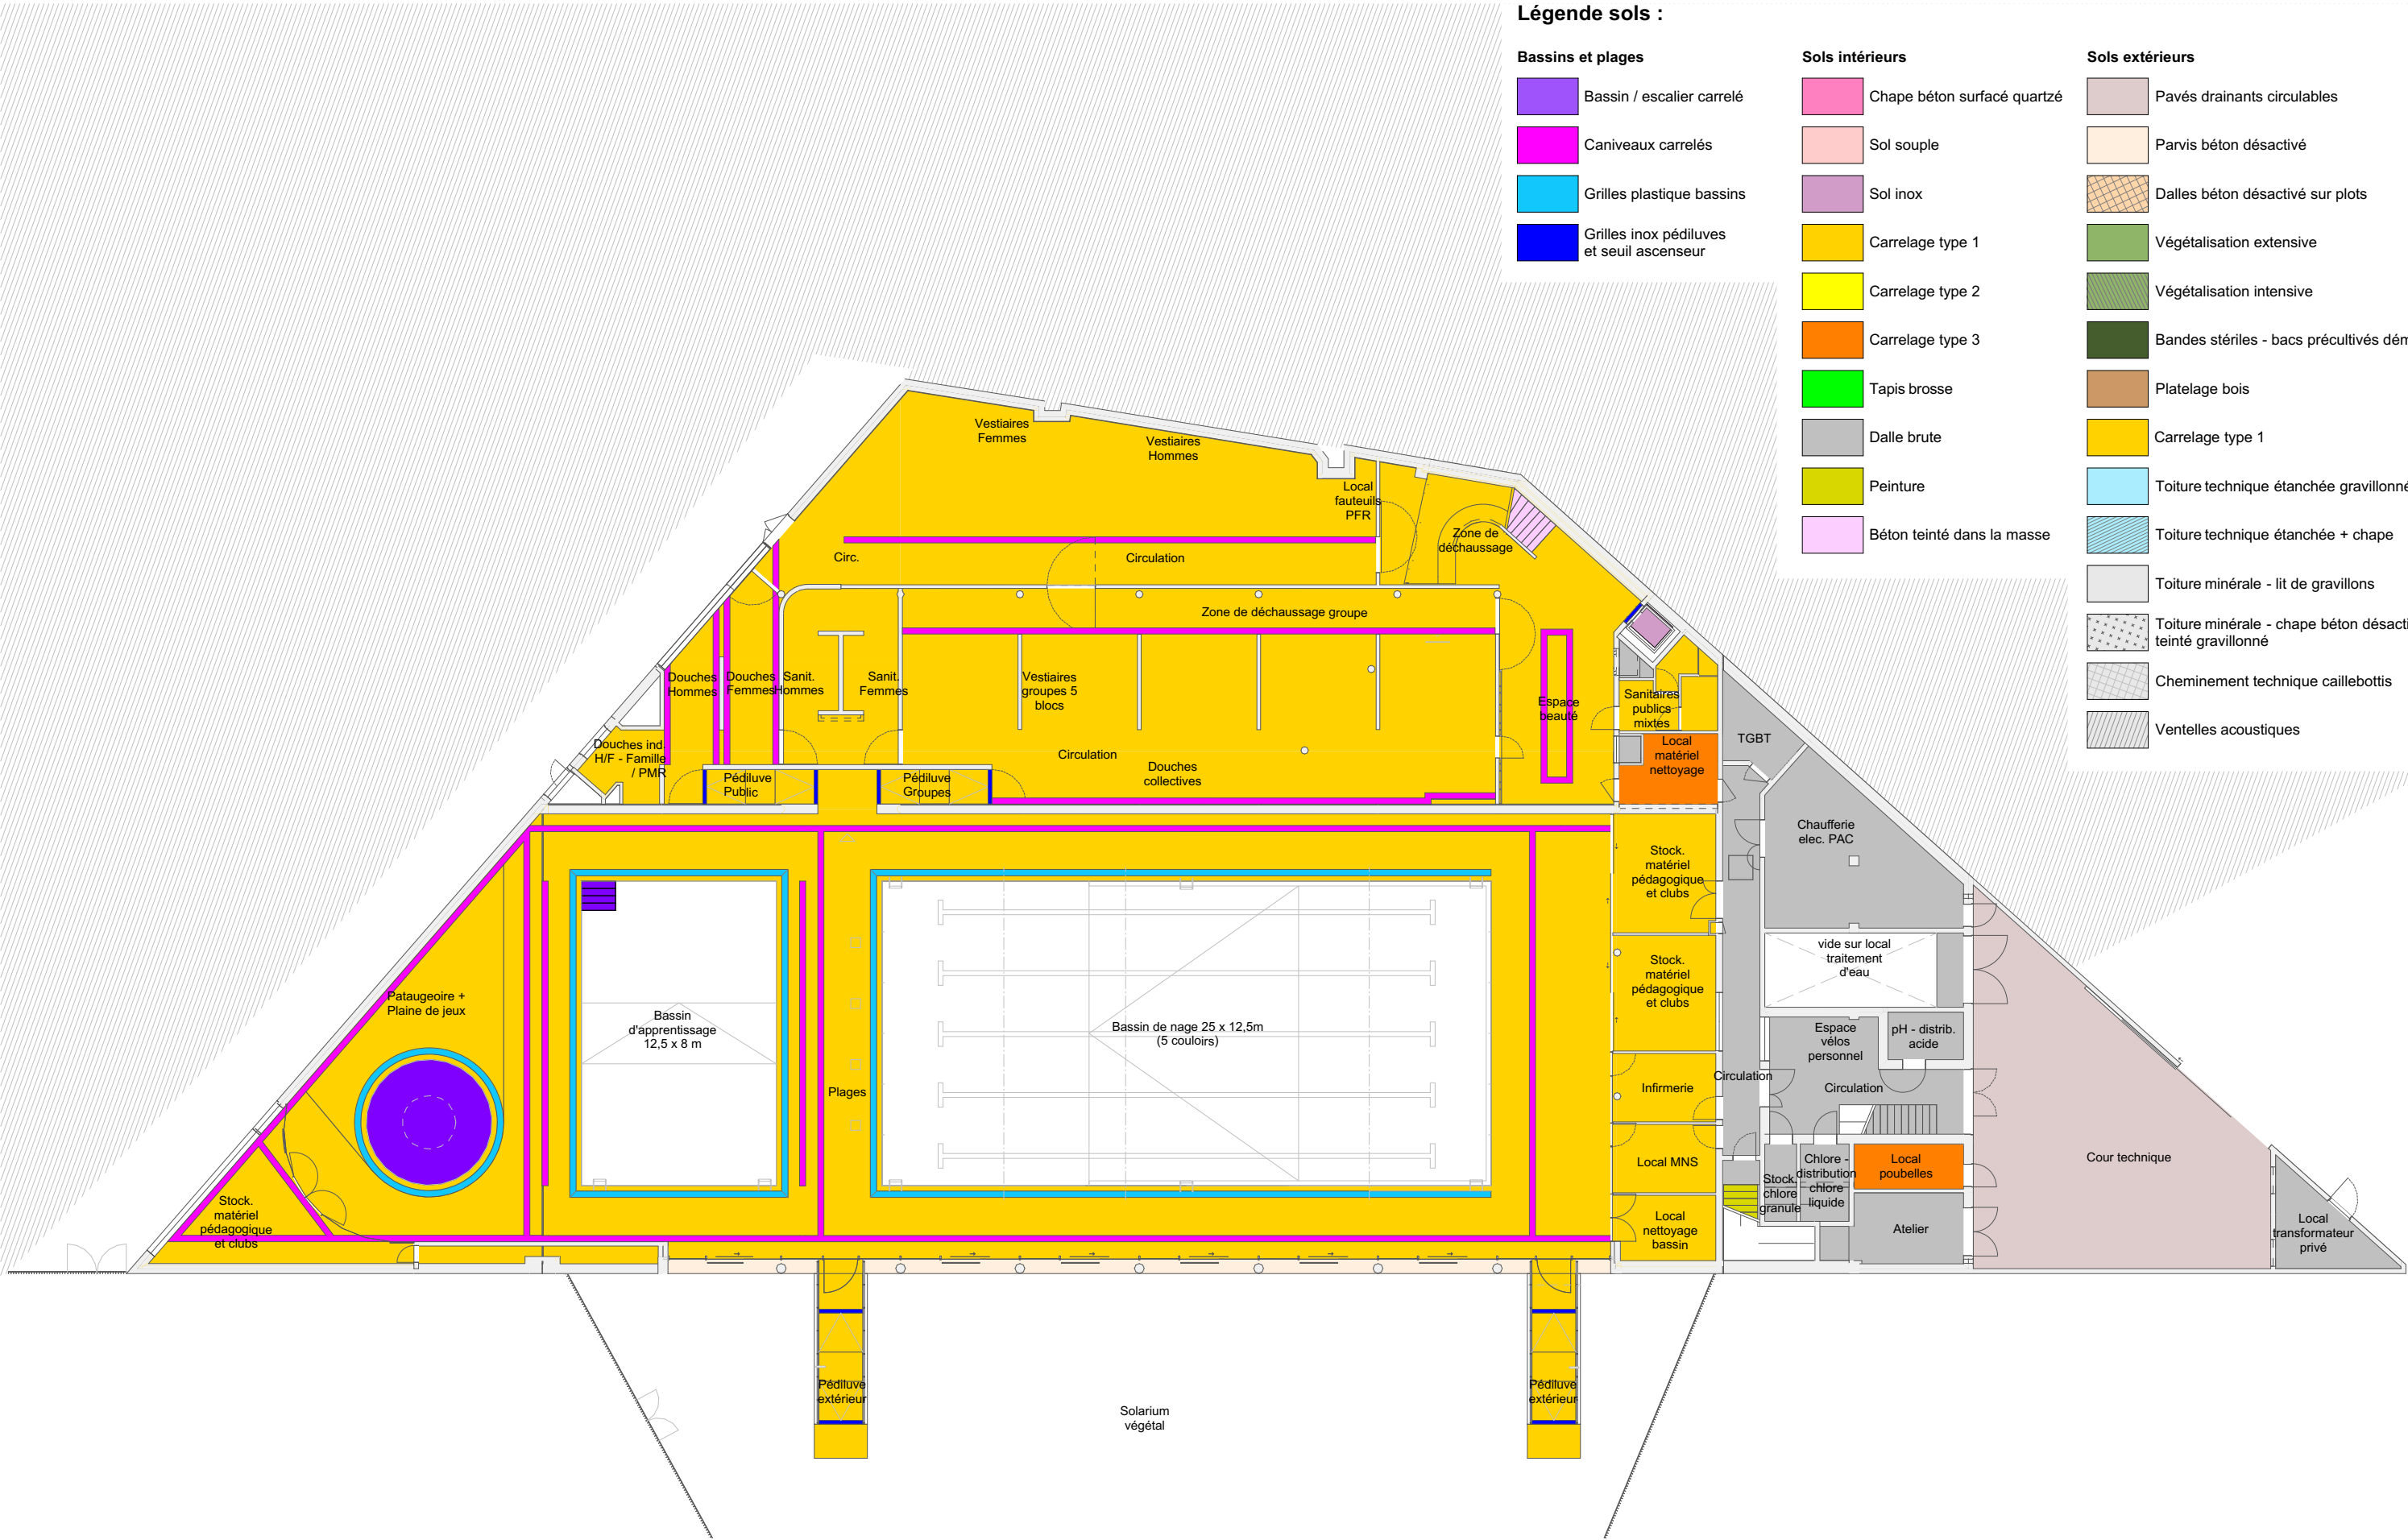 Légende sols :
Bassins et plages
Bassin / escalier carrelé
Caniveaux carrelés
Grilles plastique bassins
Grilles inox pédiluves
et seuil ascenseur
Sols intérieurs
Chape béton surfacé quartzé
Sol souple
Sol inox
Carrelage type 1
Carrelage type 2
Carrelage type 3
Tapis brosse
Dalle brute
Peinture
Béton teinté dans la masse
Sols extérieurs
Pavés drainants circulables
Parvis béton désactivé
Dalles béton désactivé sur plots
Végétalisation extensive
Végétalisation intensive
Bandes stériles - bacs précultivés
Platelage bois
Carrelage type 1
Toiture technique étanchée
Toiture technique étanchée + chape
Toiture minérale - lit de gravillons
Toiture minérale - chape béton
teinté gravillonné
Cheminement technique caillebottis
Ventelles acoustiques
Vestiaires
Femmes
Vestiaires
Hommes
Local
fauteuils
PFR
Zone de
déchaussage
Circ.
Circulation
Zone de déchaussage groupe
Douches
Hommes
Douches
Femmes
Sanit.
Hommes
Sanit.
Femmes
Vestiaires
groupes 5
blocs
Espace
beauté
Sanitaires
publics
mixtes
Douches ind.
H/F - Famille
/ PMR
Pédiluve
Public
Pédiluve
Groupes
Circulation
Douches
collectives
Local
matériel
nettoyage
TGBT
Chaufferie
elec. PAC
Stock.
matériel
pédagogique
et clubs
vide sur local
traitement
d'eau
Stock.
matériel
pédagogique
et clubs
Pataugeoire +
Plaine de jeux
Bassin
d'apprentissage
12,5 x 8 m
Bassin de nage 25 x 12,5m
(5 couloirs)
Plages
Espace
vélos
personnel
pH - distrib.
acide
Infirmerie
Circulation
Circulation
Local MNS
Stock.
chlore
granule
Chlore -
distribution
chlore
liquide
Local
poubelles
Cour technique
Stock.
matériel
pédagogique
et clubs
Local
nettoyage
bassin
Atelier
Local
transformateur
privé
Pédiluve
extérieur
Pédiluve
extérieur
Solarium
végétal